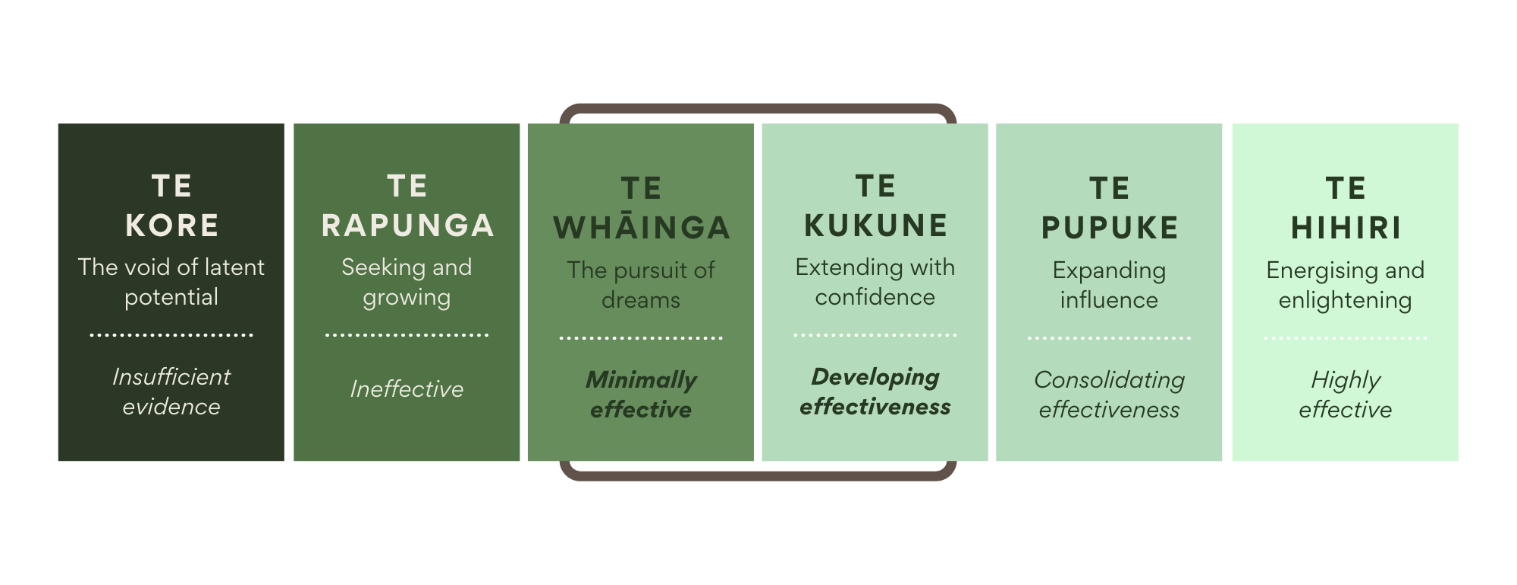 TE
KORE
The void of latent
potential
Insufficient
evidence
TE
RAPUNGA
Seeking and
growing
Ineffective
TE
WHĀINGA
The pursuit of
dreams
Minimally
effective
TE
KUKUNE
Extending with
confidence
Developing
effectiveness
TE
PUPUKE
Expanding
influence
Consolidating
effectiveness
TE
HIHIRI
Energising and
enlightening
Highly
effective